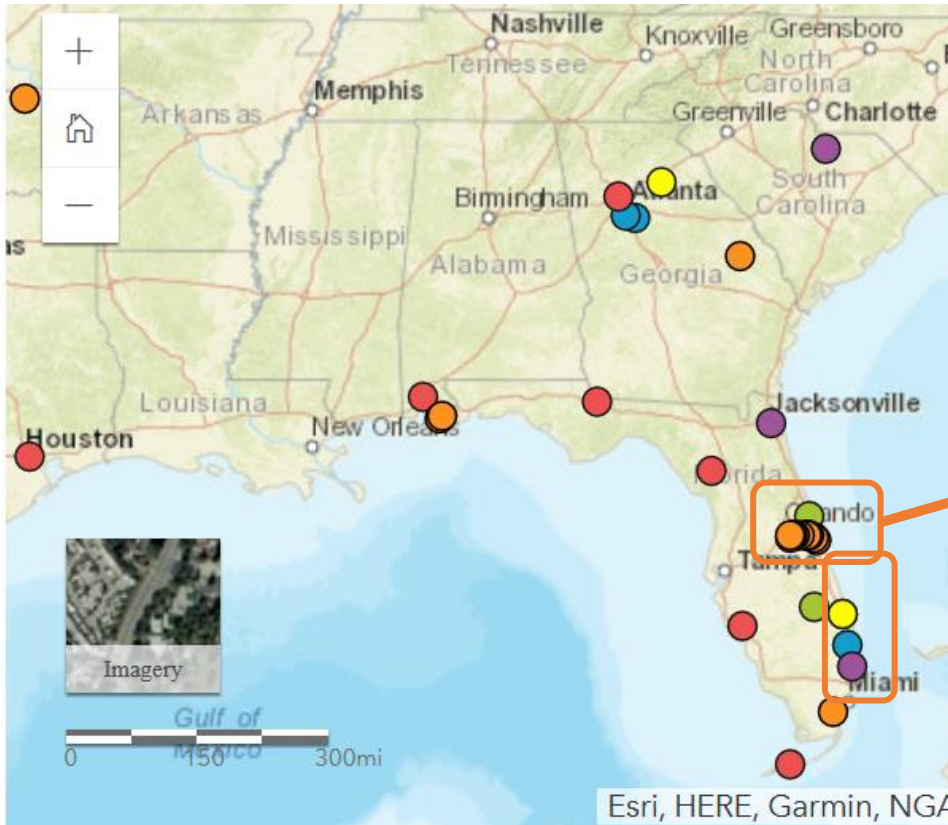 Nashville
Knoxville
Greensboro
Tennessee
North
Carolina
Memphis
Arkansas
Greenville
Charlotte
Atlanta
South
Carolina
Birmingham
Mississippi
Alabama
Georgia
as
Louisiana
Jacksonville
New Orleans
Houston
Florida
Orlando
Tampa
Imagery
Miami
Gulf of
Mexico
0 150 300mi
Esri, HERE, Garmin, NGA